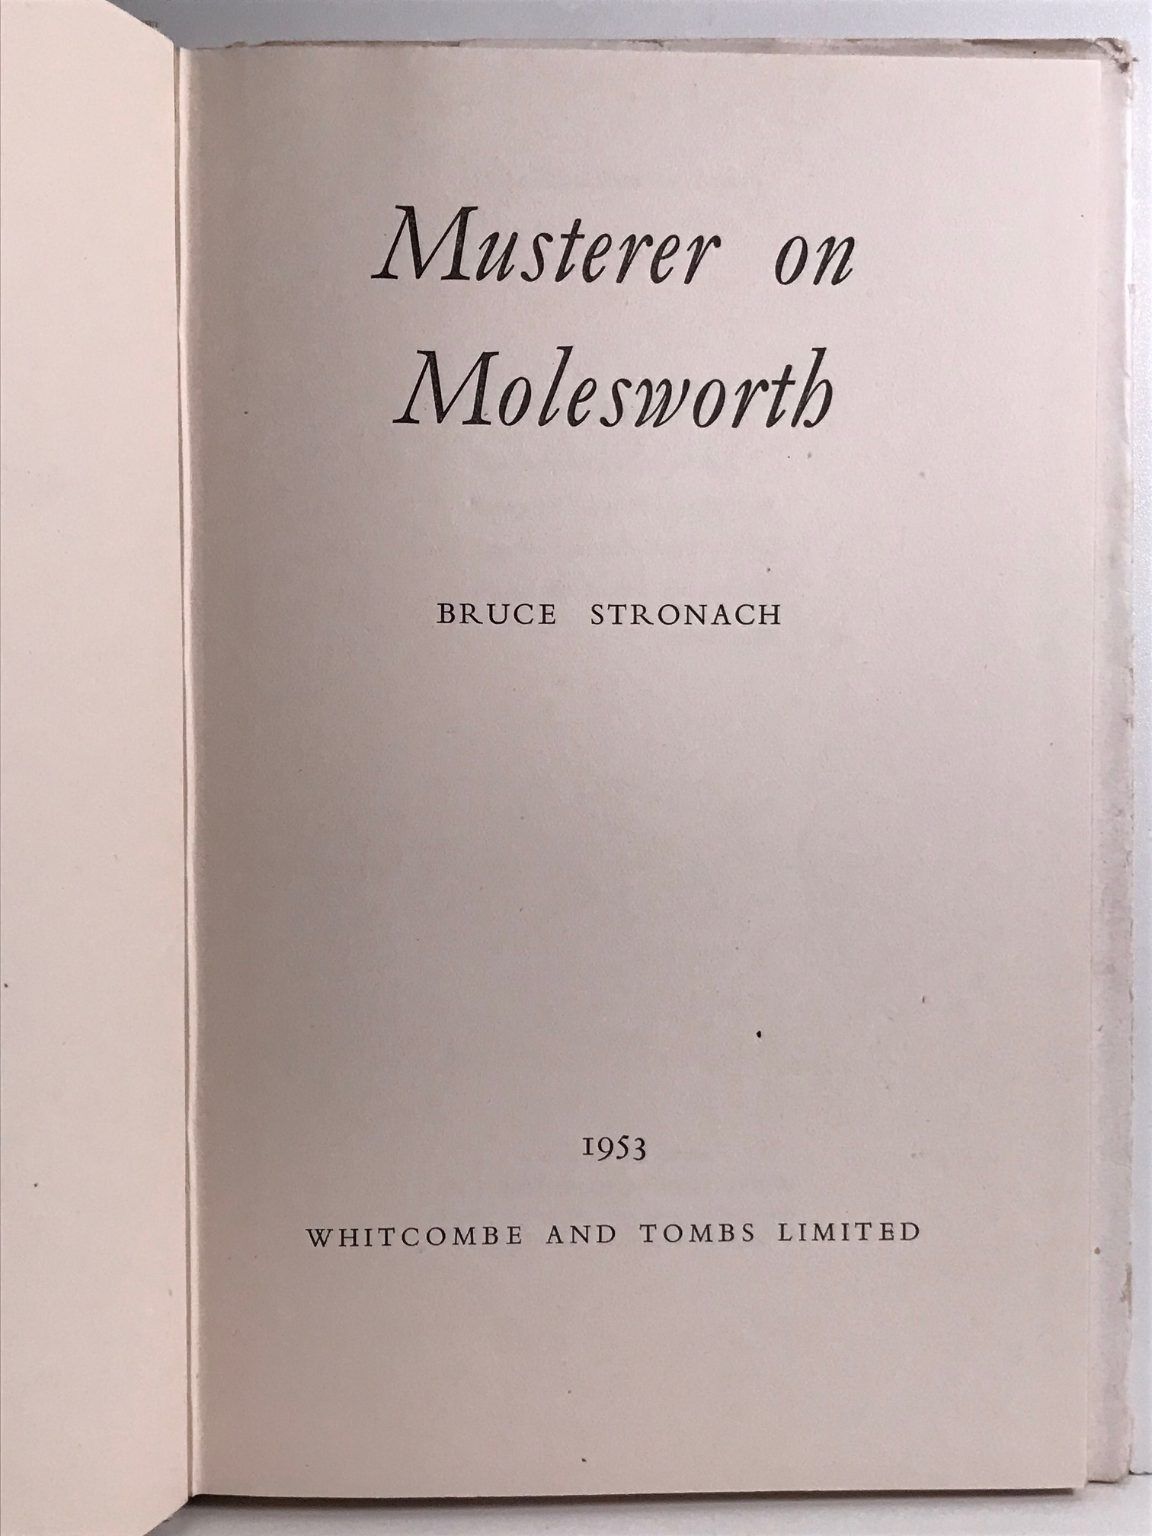 Musterer on
Molesworth
BRUCE STRONACH
1953
WHITCOMBE AND TOMBS LIMITED